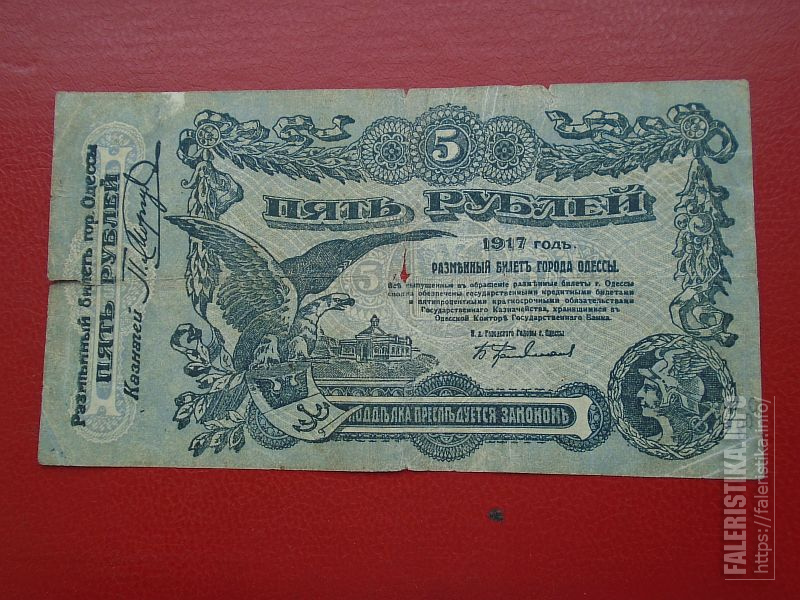 Размѣнный билетъ гор. Одессы
ПЯТЬ РУБЛЕЙ
Казначей
5
ПЯТЬ РУБЛЕЙ
1917 годъ.
5
РАЗМѢННЫЙ БИЛЕТЪ ГОРОДА ОДЕССЫ.
Всѣ выпущенные въ обращеніе размѣнные билеты г. Одессы
сполна обезпечены государственными кредитными билетами
и пятипроцентными краткосрочными обязательствами
Государственнаго Казначейства, хранящимися въ
Одесской Конторѣ Государственнаго Банка.
И. д. Городского Головы г. Одессы
ПОДДѢЛКА ПРЕСЛѢДУЕТСЯ ЗАКОНОМЪ
FALERISTIKA.INFO
https://faleristika.info/